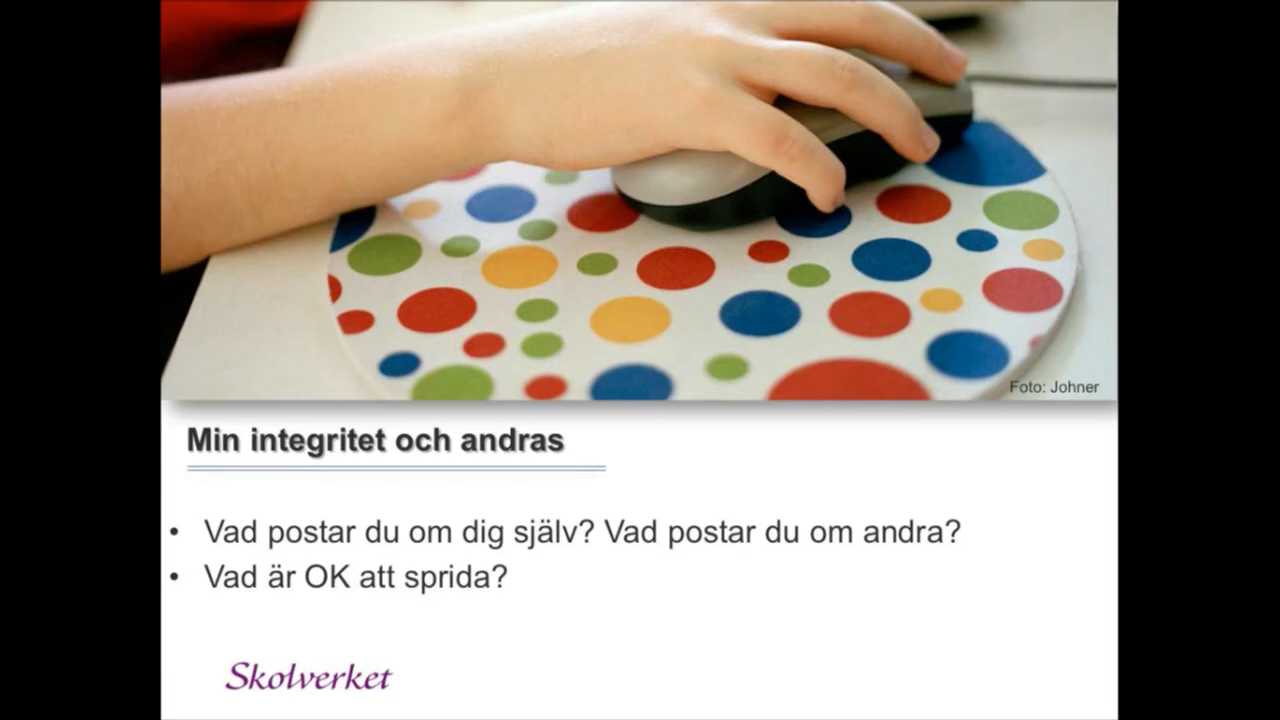 Foto: Johner
Min integritet och andras
• Vad postar du om dig själv? Vad postar du om andra?
• Vad är OK att sprida?
Skolverket